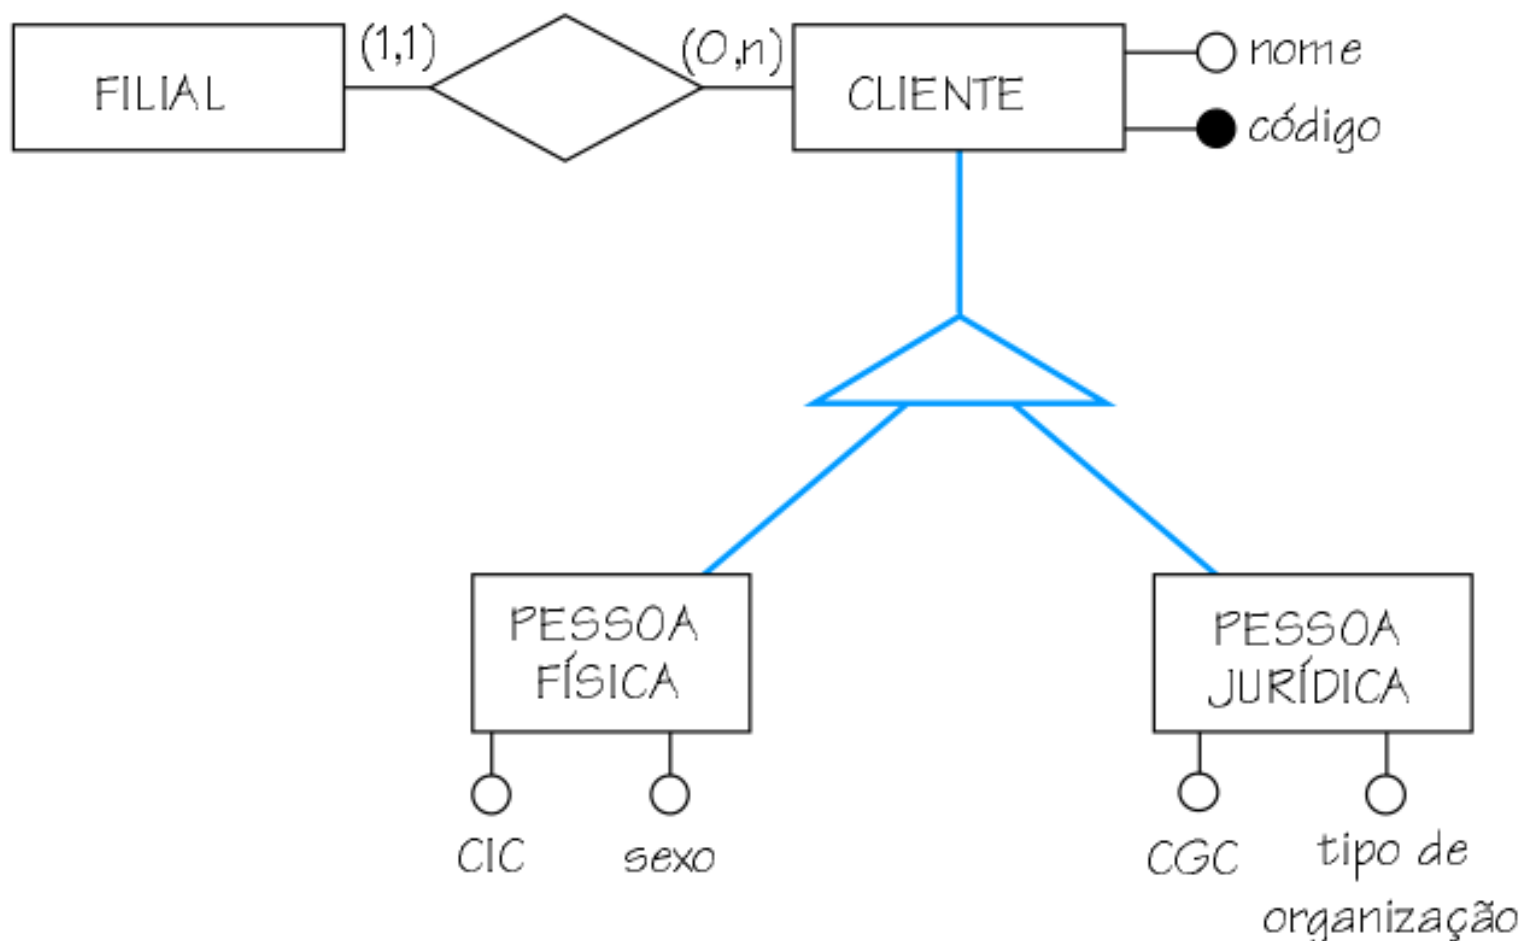 FILIAL
(1,1)
(0,n)
CLIENTE
nome
código
PESSOA
FÍSICA
PESSOA
JURÍDICA
CIC
sexo
CGC
tipo de
organização